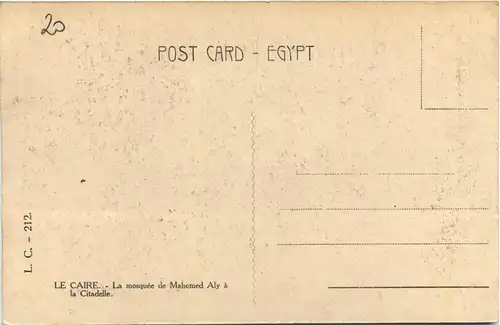 20
POST CARD - EGYPT
L. C. - 212.
LE CAIRE. - La mosquée de Mahomed Aly à
la Citadelle.